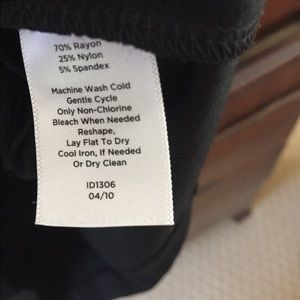 70% Rayon
25% Nylon
5% Spandex
Machine Wash Cold
Gentle Cycle
Only Non-Chlorine
Bleach When Needed
Reshape,
Lay Flat To Dry
Cool Iron, If Needed
Or Dry Clean
ID1306
04/10